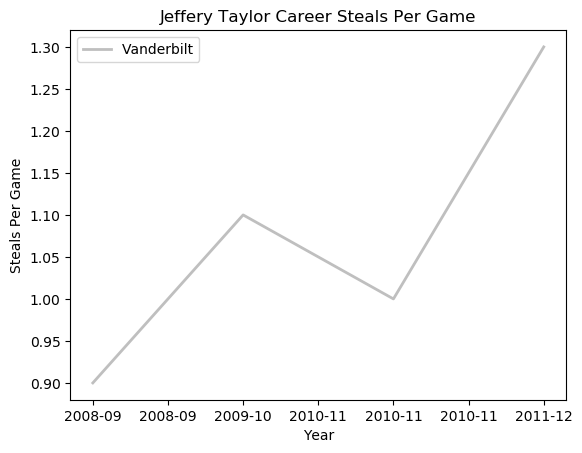 Jeffery Taylor Career Steals Per Game
Vanderbilt
1.30
1.25
1.20
1.15
1.10
1.05
1.00
0.95
0.90
Steals Per Game
2008-09 2008-09 2009-10 2010-11 2010-11 2010-11 2011-12
Year